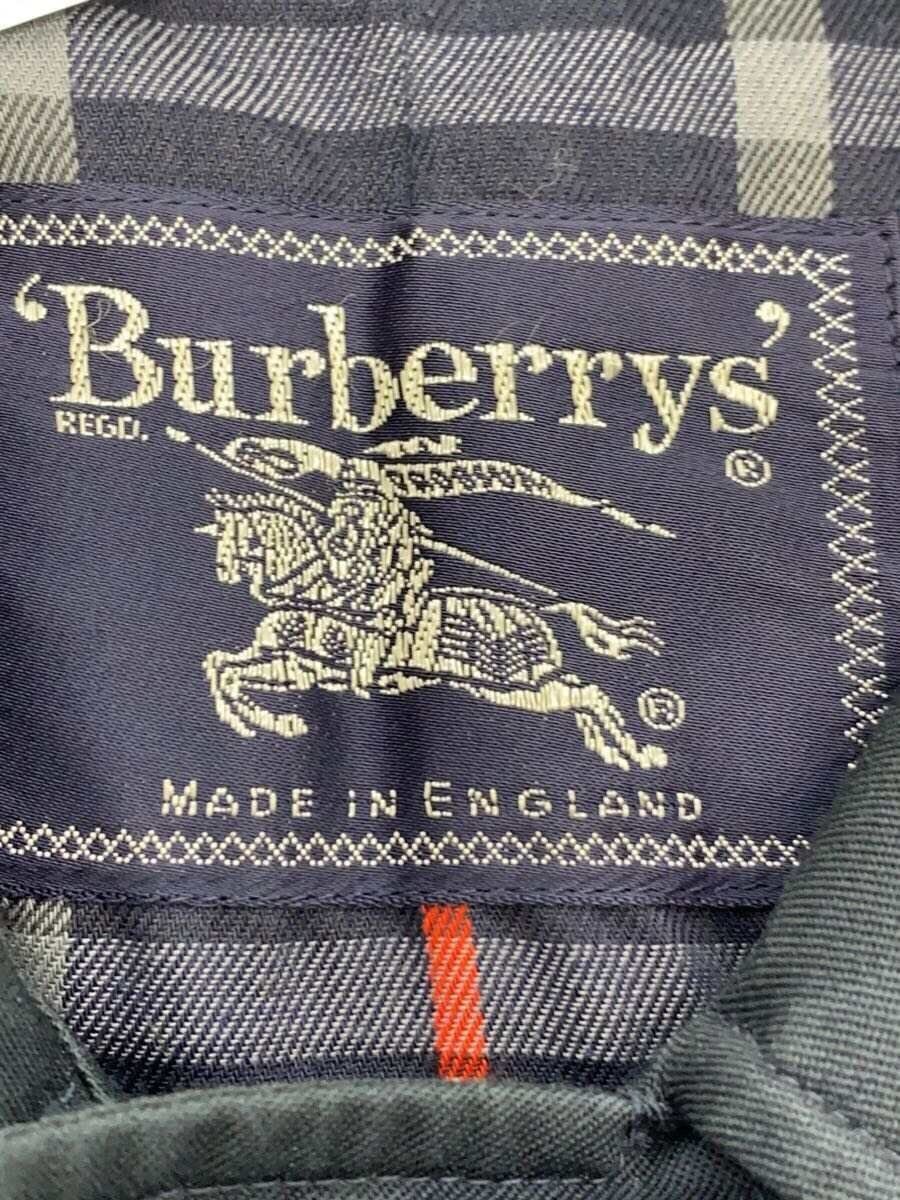 'Burberrys'
REGD. ®
®
MADE IN ENGLAND